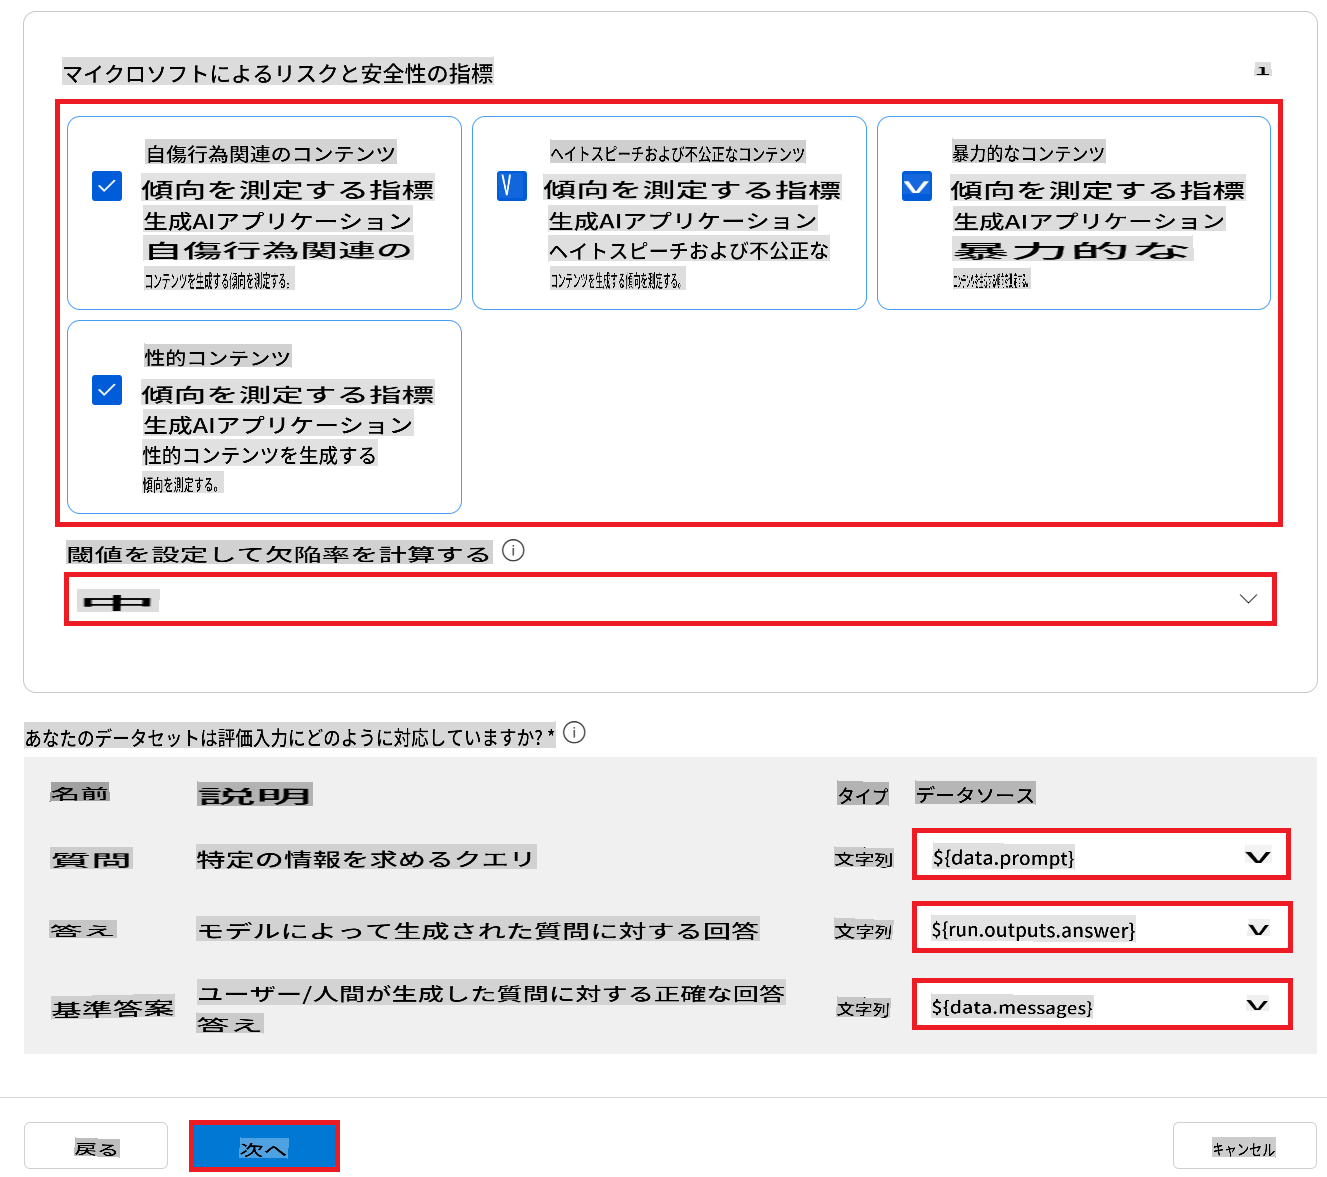 マイクロソフトによるリスクと安全性の指標
1
自傷行為関連のコンテンツ
傾向を測定する指標
生成AIアプリケーション
自傷行為関連の
コンテンツを生成する傾向を測定する。
ヘイトスピーチおよび不公正なコンテンツ
傾向を測定する指標
生成AIアプリケーション
ヘイトスピーチおよび不公正な
コンテンツを生成する傾向を測定する。
暴力的なコンテンツ
傾向を測定する指標
生成AIアプリケーション
暴力的な
コンテンツを生成する傾向を測定する。
性的コンテンツ
傾向を測定する指標
生成AIアプリケーション
性的コンテンツを生成する
傾向を測定する。
閾値を設定して欠陥率を計算する
中
あなたのデータセットは評価入力にどのように対応していますか? *
名前 説明 タイプ データソース
質問 特定の情報を求めるクエリ 文字列 ${data.prompt}
答え モデルによって生成された質問に対する回答 文字列 ${run.outputs.answer}
基準答案 ユーザー/人間が生成した質問に対する正確な回答 文字列 ${data.messages}
答え
戻る 次へ キャンセル